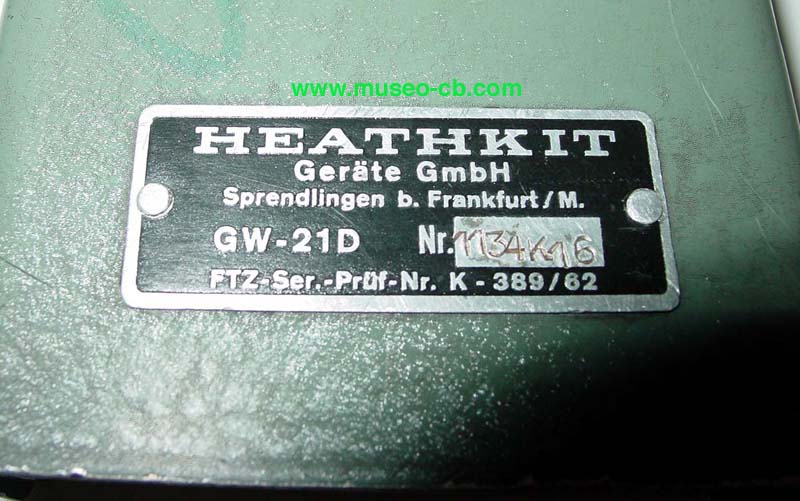 www.museo-cb.com
HEATHKIT
Geräte GmbH
Sprendlingen b. Frankfurt/M.
GW-21D Nr. 1134K16
FTZ-Ser.-Prüf-Nr. K - 389/62